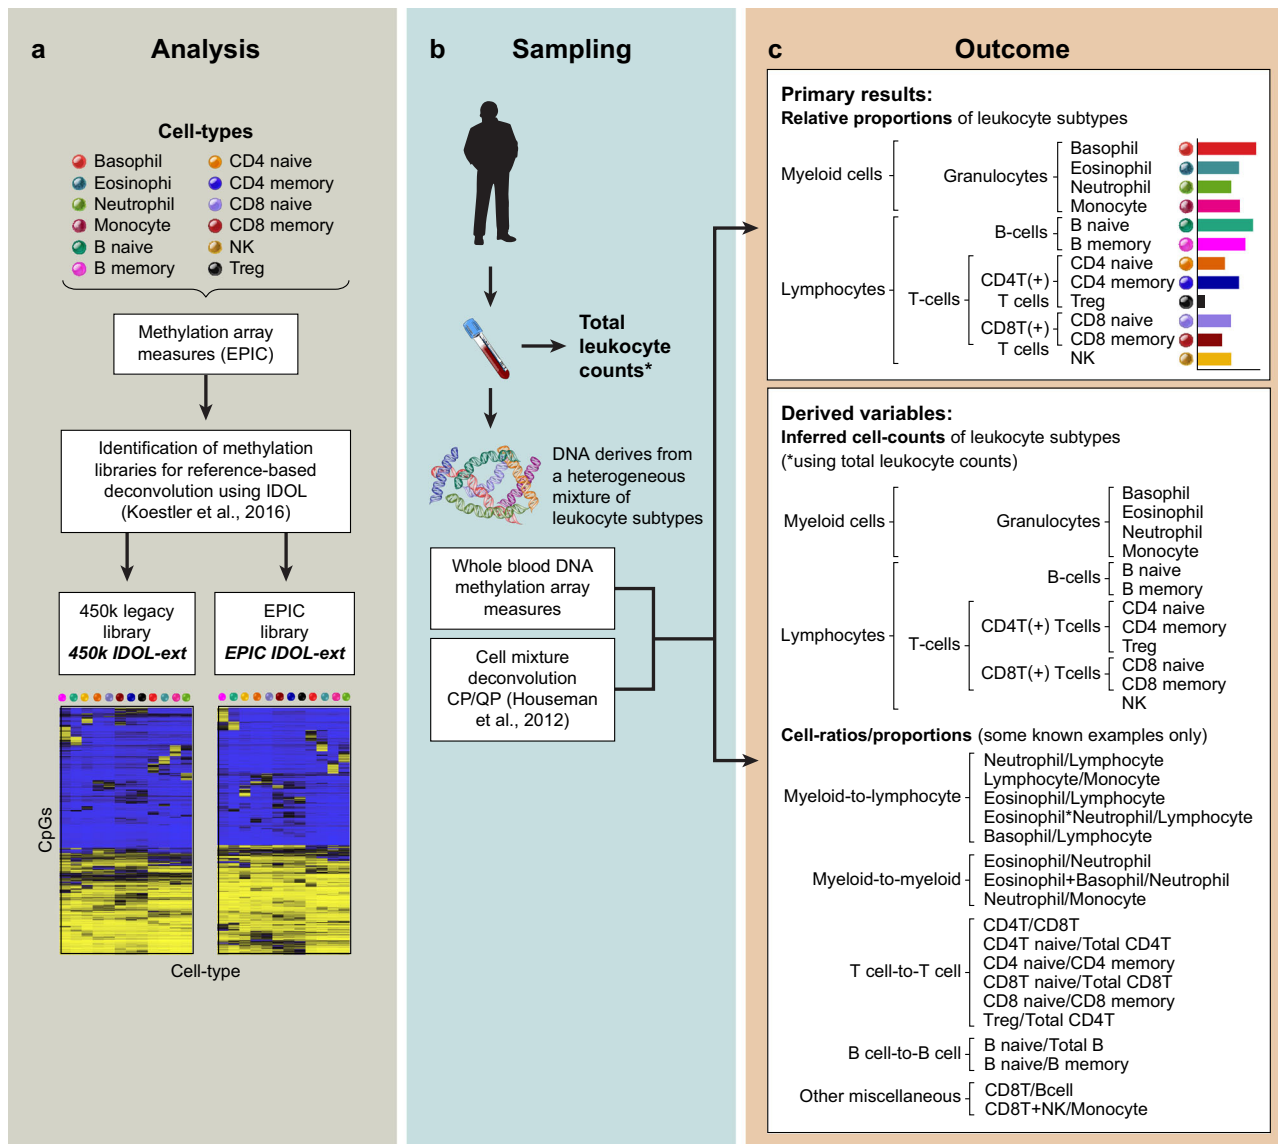 a
Analysis
Cell-types
Basophil
Eosinophi
Neutrophil
Monocyte
B naive
B memory
CD4 naive
CD4 memory
CD8 naive
CD8 memory
NK
Treg
Methylation array
measures (EPIC)
Identification of methylation
libraries for reference-based
deconvolution using IDOL
(Koestler et al., 2016)
450k legacy
library
450k IDOL-ext
EPIC
library
EPIC IDOL-ext
CpGs
Cell-type
b
Sampling
Total
leukocyte
counts*
DNA derives from
a heterogeneous
mixture of
leukocyte subtypes
Whole blood DNA
methylation array
measures
Cell mixture
deconvolution
CP/QP (Houseman
et al., 2012)
c
Outcome
Primary results:
Relative proportions of leukocyte subtypes
Myeloid cells
Granulocytes
Basophil
Eosinophil
Neutrophil
Monocyte
Lymphocytes
B-cells
B naive
B memory
T-cells
CD4T(+)
T cells
CD4 naive
CD4 memory
Treg
CD8T(+)
T cells
CD8 naive
CD8 memory
NK
Derived variables:
Inferred cell-counts of leukocyte subtypes
(*using total leukocyte counts)
Myeloid cells
Granulocytes
Basophil
Eosinophil
Neutrophil
Monocyte
Lymphocytes
B-cells
B naive
B memory
T-cells
CD4T(+) Tcells
CD4 naive
CD4 memory
Treg
CD8T(+) Tcells
CD8 naive
CD8 memory
NK
Cell-ratios/proportions (some known examples only)
Myeloid-to-lymphocyte
Neutrophil/Lymphocyte
Lymphocyte/Monocyte
Eosinophil/Lymphocyte
Eosinophil*Neutrophil/Lymphocyte
Basophil/Lymphocyte
Myeloid-to-myeloid
Eosinophil/Neutrophil
Eosinophil+Basophil/Neutrophil
Neutrophil/Monocyte
T cell-to-T cell
CD4T/CD8T
CD4T naive/Total CD4T
CD4 naive/CD4 memory
CD8T naive/Total CD8T
CD8 naive/CD8 memory
Treg/Total CD4T
B cell-to-B cell
B naive/Total B
B naive/B memory
Other miscellaneous
CD8T/Bcell
CD8T+NK/Monocyte